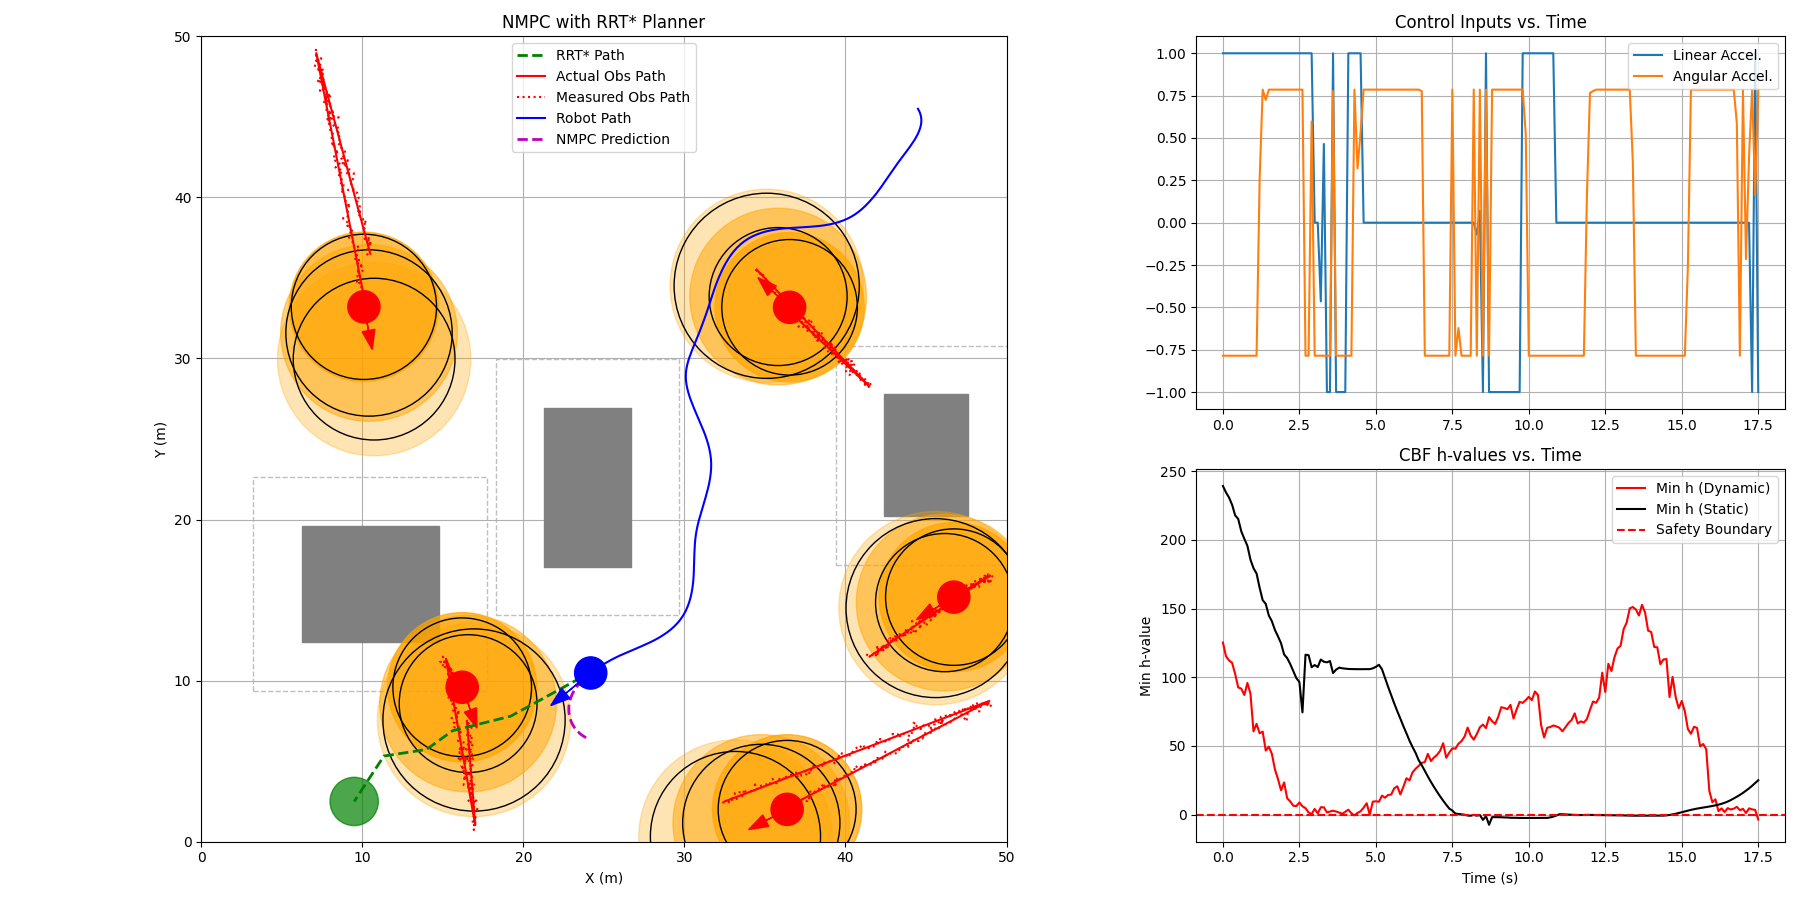 NMPC with RRT* Planner
50
40
30
20
10
0
Y (m)
0 10 20 30 40 50
X (m)
RRT* Path
Actual Obs Path
Measured Obs Path
Robot Path
NMPC Prediction
Control Inputs vs. Time
1.00
0.75
0.50
0.25
0.00
−0.25
−0.50
−0.75
−1.00
0.0 2.5 5.0 7.5 10.0 12.5 15.0 17.5
Linear Accel.
Angular Accel.
CBF h-values vs. Time
250
200
150
100
50
0
Min h-value
0.0 2.5 5.0 7.5 10.0 12.5 15.0 17.5
Time (s)
Min h (Dynamic)
Min h (Static)
Safety Boundary